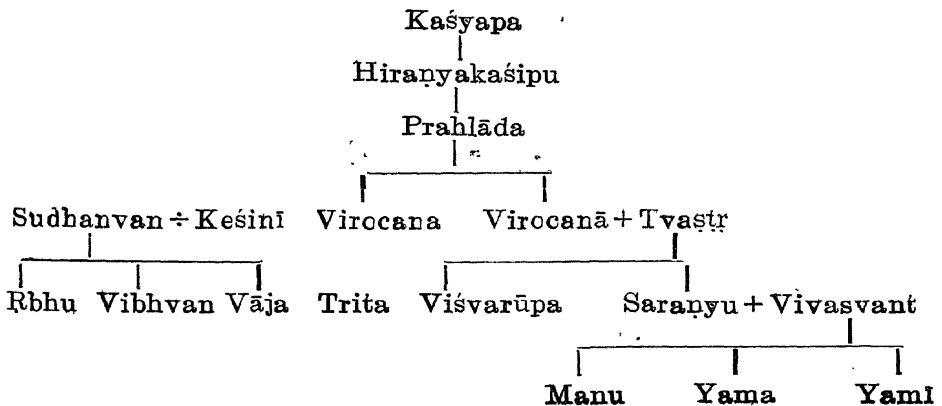 Kaśyapa
Hiraṇyakaśipu
Prahlāda
Sudhanvan ÷ Keśinī Virocana Virocanā + Tvaṣṭṛ
Ṛbhu Vibhvan Vāja Trita Viśvarūpa Saraṇyu + Vivasvant
Manu Yama Yamī